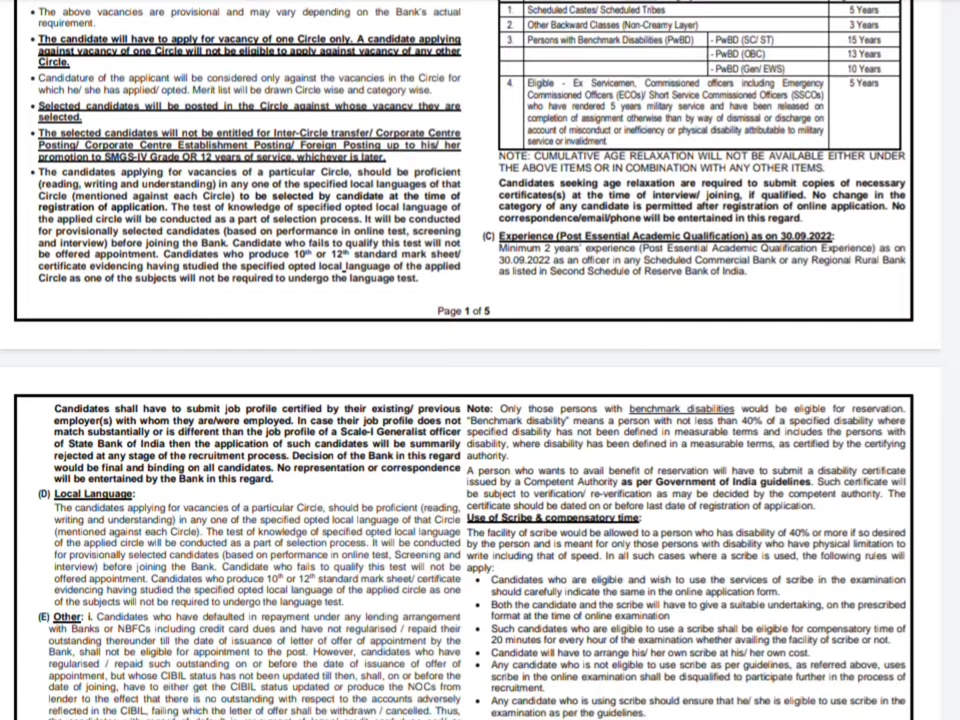 • The above vacancies are provisional and may vary depending on the Bank's actual
requirement.
• The candidate will have to apply for vacancy of one Circle only. A candidate applying
against vacancy of one Circle will not be eligible to apply against vacancy of any other
Circle.
• Candidature of the applicant will be considered only against the vacancies in the Circle for
which he/ she has applied/ opted. Merit list will be drawn Circle wise and category wise.
• Selected candidates will be posted in the Circle against whose vacancy they are
selected.
• The selected candidates will not be entitled for Inter-Circle transfer/ Corporate Centre
Posting/ Corporate Centre Establishment Posting/ Foreign Posting up to his/ her
promotion to SMGS-IV Grade OR 12 years of service, whichever is later.
• The candidates applying for vacancies of a particular Circle, should be proficient
(reading, writing and understanding) in any one of the specified local languages of that
Circle (mentioned against each Circle) to be selected by candidate at the time of
registration of application. The test of knowledge of specified opted local language of
the applied circle will be conducted as a part of selection process. It will be conducted
for provisionally selected candidates (based on performance in online test, screening
and interview) before joining the Bank. Candidate who fails to qualify this test will not
be offered appointment. Candidates who produce 10th or 12th standard mark sheet/
certificate evidencing having studied the specified opted local language of the applied
Circle as one of the subjects will not be required to undergo the language test.
1. Scheduled Castes/ Scheduled Tribes 5 Years
2. Other Backward Classes (Non-Creamy Layer) 3 Years
3. Persons with Benchmark Disabilities (PwBD) - PwBD (SC/ ST) 15 Years
- PwBD (OBC) 13 Years
- PwBD (Gen/ EWS) 10 Years
4. Eligible - Ex Servicemen, Commissioned officers including Emergency 5 Years
Commissioned Officers (ECOs)/ Short Service Commissioned Officers (SSCOs)
who have rendered 5 years military service and have been released on
completion of assignment otherwise than by way of dismissal or discharge on
account of misconduct or inefficiency or physical disability attributable to military
service or invalidment.
NOTE: CUMULATIVE AGE RELAXATION WILL NOT BE AVAILABLE EITHER UNDER
THE ABOVE ITEMS OR IN COMBINATION WITH ANY OTHER ITEMS.
Candidates seeking age relaxation are required to submit copies of necessary
certificates(s) at the time of interview/ joining, if qualified. No change in the
category of any candidate is permitted after registration of online application. No
correspondence/email/phone will be entertained in this regard.
(C) Experience (Post Essential Academic Qualification) as on 30.09.2022:
Minimum 2 years' experience (Post Essential Academic Qualification Experience) as on
30.09.2022 as an officer in any Scheduled Commercial Bank or any Regional Rural Bank
as listed in Second Schedule of Reserve Bank of India.
Page 1 of 5
Candidates shall have to submit job profile certified by their existing/ previous
employer(s) with whom they are/were employed. In case their job profile does not
match substantially or is different than the job profile of a Scale-I Generalist officer
of State Bank of India then the application of such candidates will be summarily
rejected at any stage of the recruitment process. Decision of the Bank in this regard
would be final and binding on all candidates. No representation or correspondence
will be entertained by the Bank in this regard.
(D) Local Language:
The candidates applying for vacancies of a particular Circle, should be proficient (reading,
writing and understanding) in any one of the specified opted local language of that Circle
(mentioned against each Circle). The test of knowledge of specified opted local language
of the applied circle will be conducted as a part of selection process. It will be conducted
for provisionally selected candidates (based on performance in online test, Screening and
interview) before joining the Bank. Candidate who fails to qualify this test will not be
offered appointment. Candidates who produce 10th or 12th standard mark sheet/ certificate
evidencing having studied the specified opted local language of the applied circle as one
of the subjects will not be required to undergo the language test.
(E) Other: i. Candidates who have defaulted in repayment under any lending arrangement
with Banks or NBFCs including credit card dues and have not regularised / repaid their
outstanding thereunder till the date of issuance of letter of offer of appointment by the
Bank, shall not be eligible for appointment to the post. However, candidates who have
regularised / repaid such outstanding on or before the date of issuance of offer of
appointment, but whose CIBIL status has not been updated till then, shall, on or before the
date of joining, have to either get the CIBIL status updated or produce the NOCs from
lender to the effect that there is no outstanding with respect to the accounts adversely
reflected in the CIBIL, failing which the letter of offer shall be withdrawn / cancelled. Thus,
Note: Only those persons with benchmark disabilities would be eligible for reservation.
"Benchmark disability" means a person with not less than 40% of a specified disability where
specified disability has not been defined in measurable terms and includes the persons with
disability, where disability has been defined in a measurable terms, as certified by the certifying
authority.
A person who wants to avail benefit of reservation will have to submit a disability certificate
issued by a Competent Authority as per Government of India guidelines. Such certificate will
be subject to verification/ re-verification as may be decided by the competent authority. The
certificate should be dated on or before last date of registration of application.
Use of Scribe & compensatory time:
The facility of scribe would be allowed to a person who has disability of 40% or more if so desired
by the person and is meant for only those persons with disability who have physical limitation to
write including that of speed. In all such cases where a scribe is used, the following rules will
apply:
• Candidates who are eligible and wish to use the services of scribe in the examination
should carefully indicate the same in the online application form.
• Both the candidate and the scribe will have to give a suitable undertaking, on the prescribed
format at the time of online examination
• Such candidates who are eligible to use a scribe shall be eligible for compensatory time of
20 minutes for every hour of the examination whether availing the facility of scribe or not.
• Candidate will have to arrange his/ her own scribe at his/ her own cost.
• Any candidate who is not eligible to use scribe as per guidelines, as referred above, uses
scribe in the online examination shall be disqualified to participate further in the process of
recruitment.
• Any candidate who is using scribe should ensure that he/ she is eligible to use scribe in the
examination as per the guidelines.